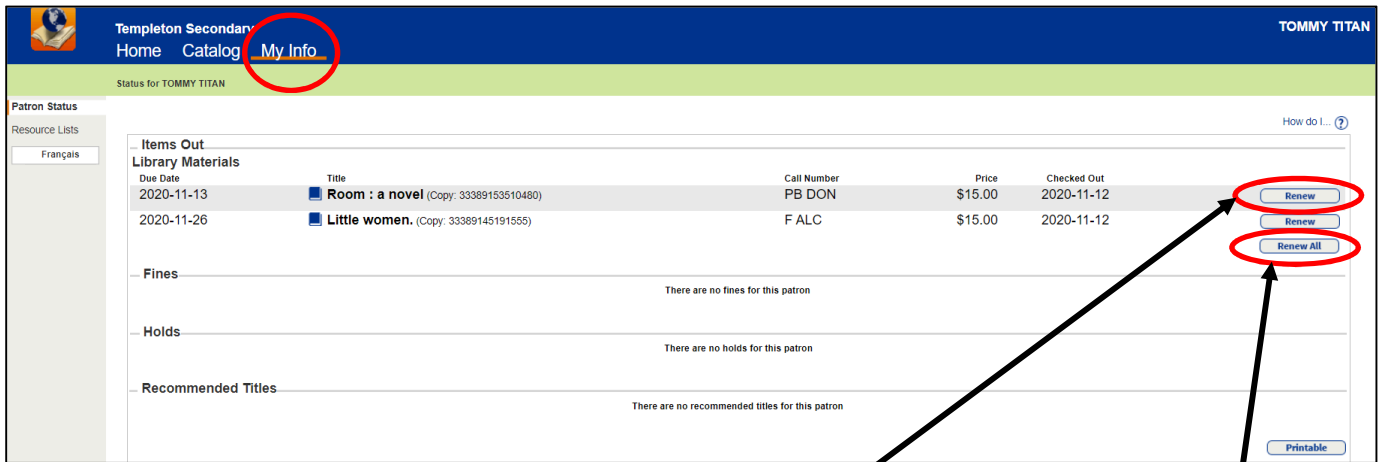 Templeton Secondary
TOMMY TITAN
Home Catalog My Info
Status for TOMMY TITAN
Patron Status
Resource Lists
Français
How do I... ?
Items Out
Library Materials
Due Date Title Call Number Price Checked Out
2020-11-13 Room : a novel (Copy: 33389153510480) PB DON $15.00 2020-11-12 Renew
2020-11-26 Little women. (Copy: 33389145191555) F ALC $15.00 2020-11-12 Renew
Renew All
Fines
There are no fines for this patron
Holds
There are no holds for this patron
Recommended Titles
There are no recommended titles for this patron
Printable